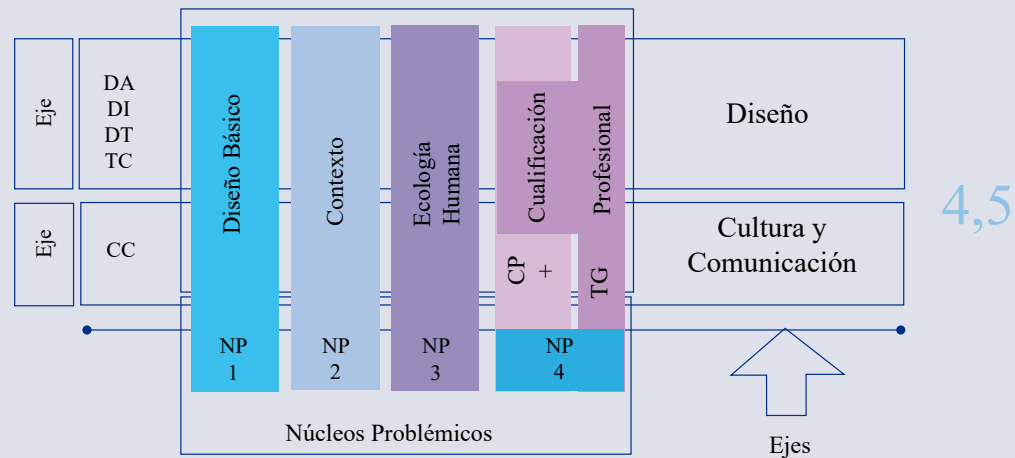 Eje
DA
DI
DT
TC
Diseño Básico
Contexto
Ecología
Humana
Cualificación
Profesional
Diseño
Eje
CC
CP
+
TG
Cultura y
Comunicación
4,5
NP
1
NP
2
NP
3
NP
4
Núcleos Problémicos
Ejes